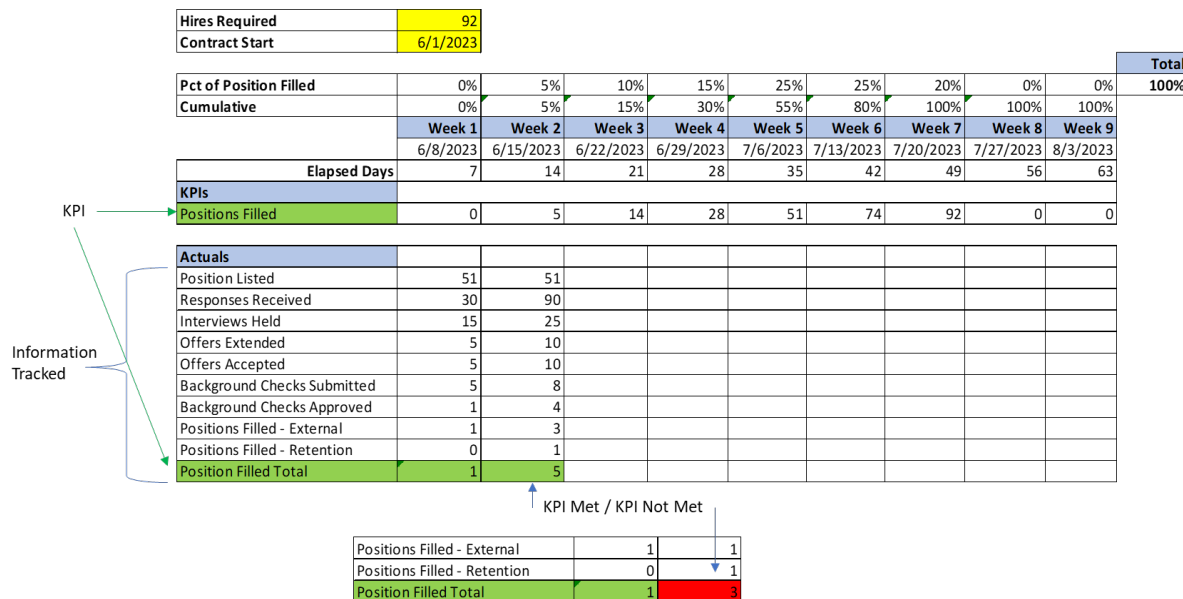 Hires Required 92
Contract Start 6/1/2023
Total
Pct of Position Filled 0% 5% 10% 15% 25% 25% 20% 0% 0% 100%
Cumulative 0% 5% 15% 30% 55% 80% 100% 100% 100%
Week 1 Week 2 Week 3 Week 4 Week 5 Week 6 Week 7 Week 8 Week 9
6/8/2023 6/15/2023 6/22/2023 6/29/2023 7/6/2023 7/13/2023 7/20/2023 7/27/2023 8/3/2023
Elapsed Days 7 14 21 28 35 42 49 56 63
KPIs
KPI Positions Filled 0 5 14 28 51 74 92 0 0
Actuals
Position Listed 51 51
Responses Received 30 90
Interviews Held 15 25
Offers Extended 5 10
Information
Tracked
Offers Accepted 5 10
Background Checks Submitted 5 8
Background Checks Approved 1 4
Positions Filled - External 1 3
Positions Filled - Retention 0 1
Position Filled Total 1 5
KPI Met / KPI Not Met
Positions Filled - External 1 1
Positions Filled - Retention 0 1
Position Filled Total 1 3